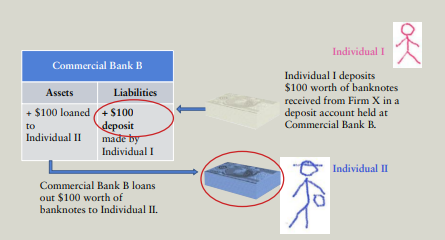 Individual I
Commercial Bank B
Assets
Liabilities
+ $100 loaned
to
Individual II
+ $100
deposit
made by
Individual I
Individual I deposits
$100 worth of banknotes
received from Firm X in a
deposit account held at
Commercial Bank B.
Individual II
Commercial Bank B loans
out $100 worth of
banknotes to Individual II.